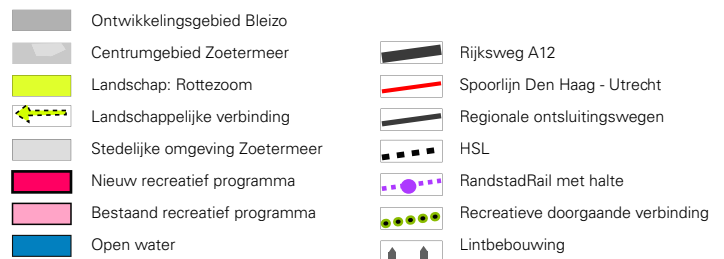 Ontwikkelingsgebied Bleizo
Centrumgebied Zoetermeer
Landschap: Rottezoom
Landschappelijke verbinding
Stedelijke omgeving Zoetermeer
Nieuw recreatief programma
Bestaand recreatief programma
Open water
Rijksweg A12
Spoorlijn Den Haag - Utrecht
Regionale ontsluitingswegen
HSL
RandstadRail met halte
Recreatieve doorgaande verbinding
Lintbebouwing